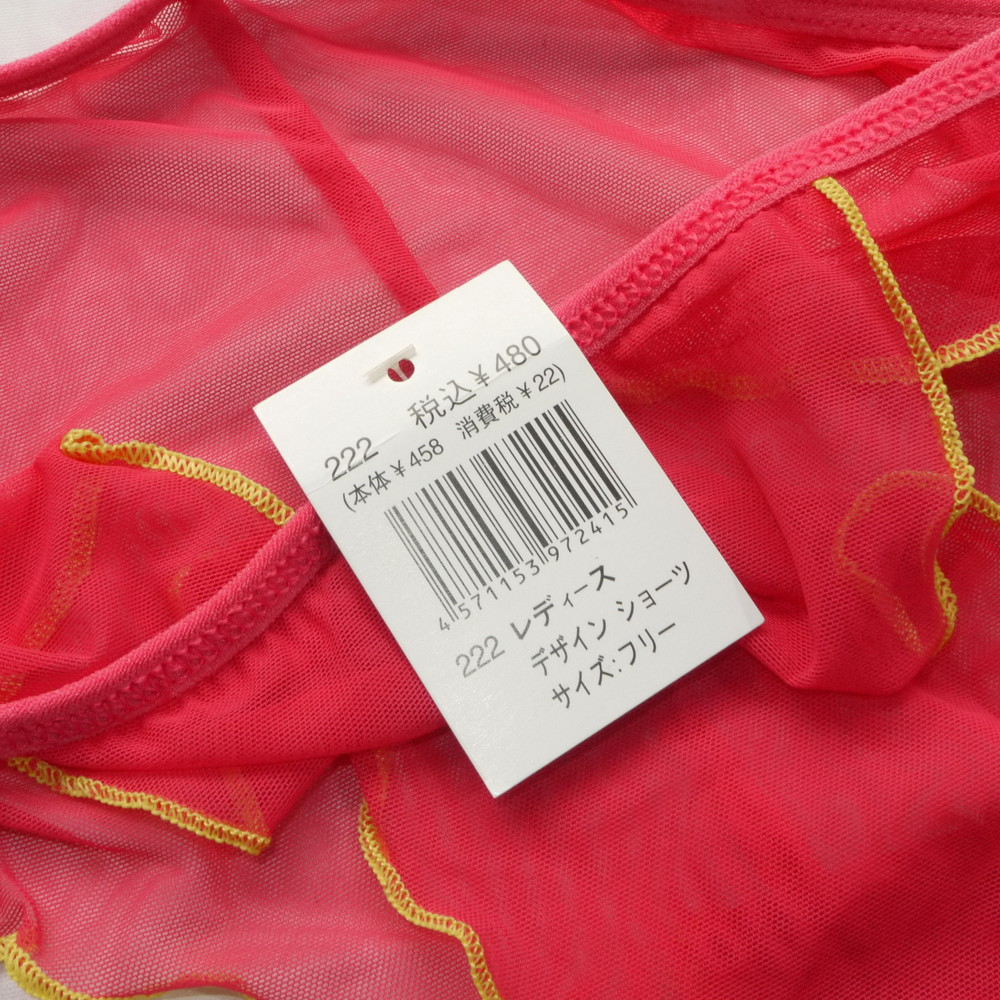 222 税込¥480
(本体¥458 消費税¥22)
4571153972415
222 レディース
デザイン ショーツ
サイズ:フリー